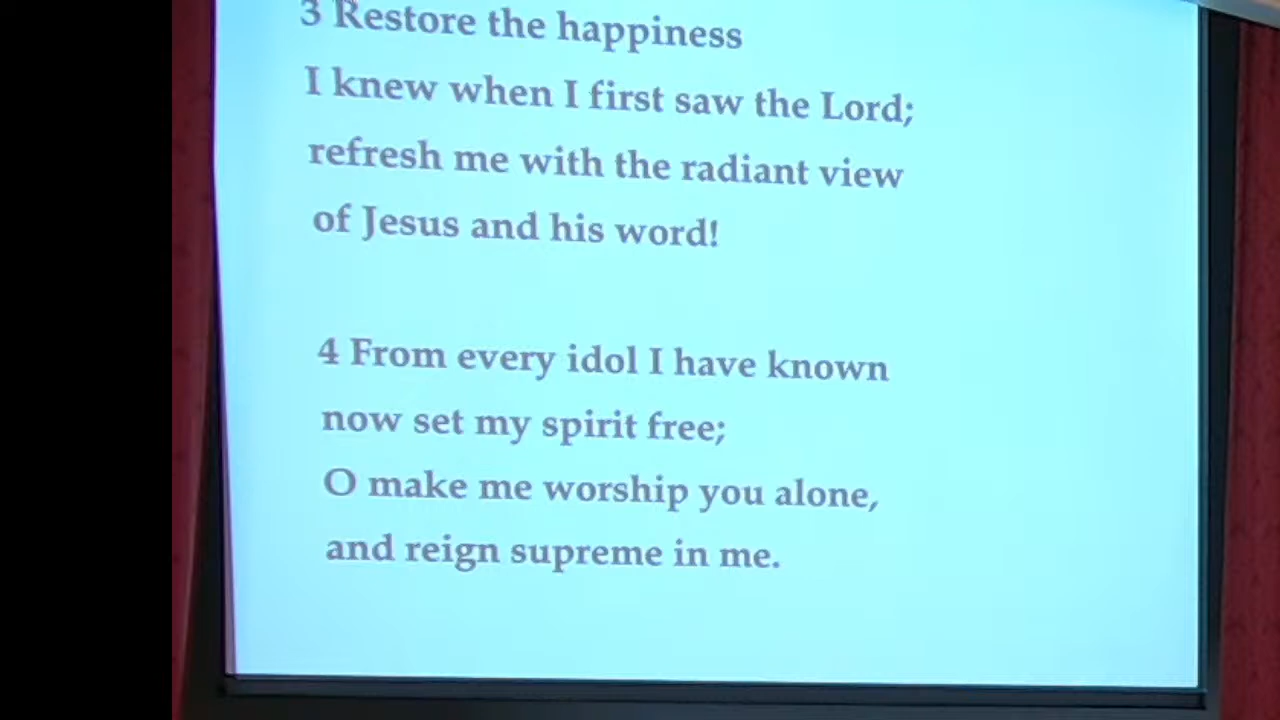 3 Restore the happiness
I knew when I first saw the Lord;
refresh me with the radiant view
of Jesus and his word!
4 From every idol I have known
now set my spirit free;
O make me worship you alone,
and reign supreme in me.